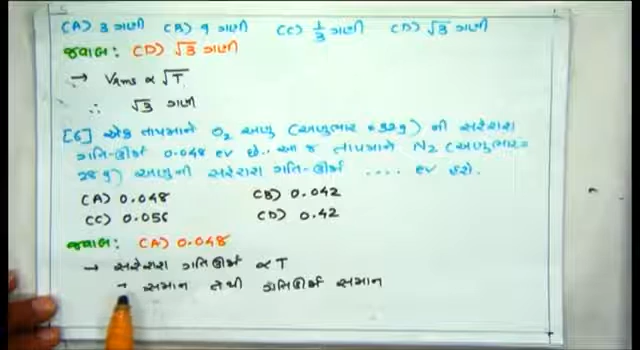 (A) 3 ગણી (B) 9 ગણી (C) 1/3 ગણી (D) √3 ગણી
જવાબ: (D) √3 ગણી
→ Vrms ∝ √T
∴ √3 ગણી
[6] એક તાપમાને O₂ અણુ (અણુભાર = 32g) ની સરેરાશ
ગતિ-ઊર્જા 0.048 eV છે. આ જ તાપમાને N₂ (અણુભાર =
28 g) અણુની સરેરાશ ગતિ-ઊર્જા .... eV હશે.
(A) 0.048 (B) 0.042
(C) 0.056 (D) 0.42
જવાબ: (A) 0.048
→ સરેરાશ ગતિઊર્જા ∝ T
સમાન તેથી ગતિઊર્જા સમાન